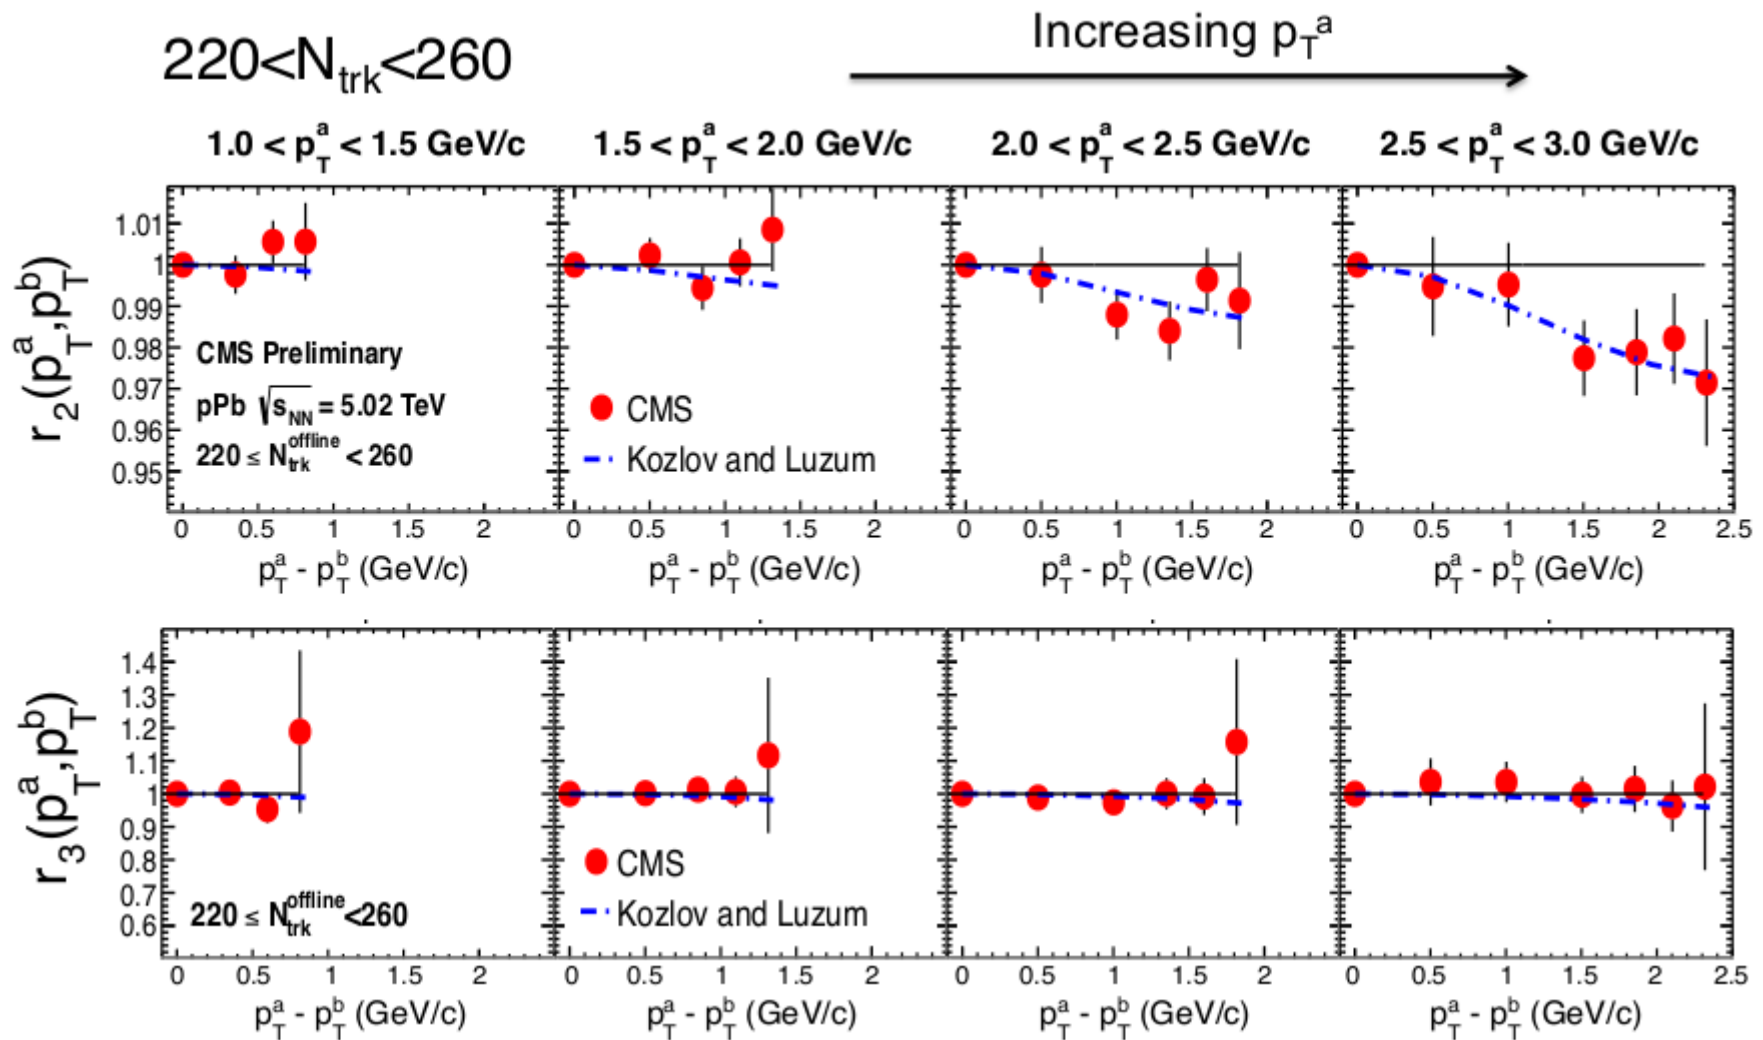 220<N_trk<260
Increasing p_T^a
1.0 < p_T^a < 1.5 GeV/c
1.5 < p_T^a < 2.0 GeV/c
2.0 < p_T^a < 2.5 GeV/c
2.5 < p_T^a < 3.0 GeV/c
r_2(p_T^a,p_T^b)
1.01
1
0.99
0.98
0.97
0.96
0.95
CMS Preliminary
pPb √s_NN = 5.02 TeV
220 ≤ N_trk^offline < 260
CMS
Kozlov and Luzum
0 0.5 1 1.5 2
0 0.5 1 1.5 2
0 0.5 1 1.5 2
0 0.5 1 1.5 2 2.5
p_T^a - p_T^b (GeV/c)
p_T^a - p_T^b (GeV/c)
p_T^a - p_T^b (GeV/c)
p_T^a - p_T^b (GeV/c)
r_3(p_T^a,p_T^b)
1.4
1.3
1.2
1.1
1
0.9
0.8
0.7
0.6
220 ≤ N_trk^offline <260
CMS
Kozlov and Luzum
0 0.5 1 1.5 2
0 0.5 1 1.5 2
0 0.5 1 1.5 2
0 0.5 1 1.5 2 2.5
p_T^a - p_T^b (GeV/c)
p_T^a - p_T^b (GeV/c)
p_T^a - p_T^b (GeV/c)
p_T^a - p_T^b (GeV/c)